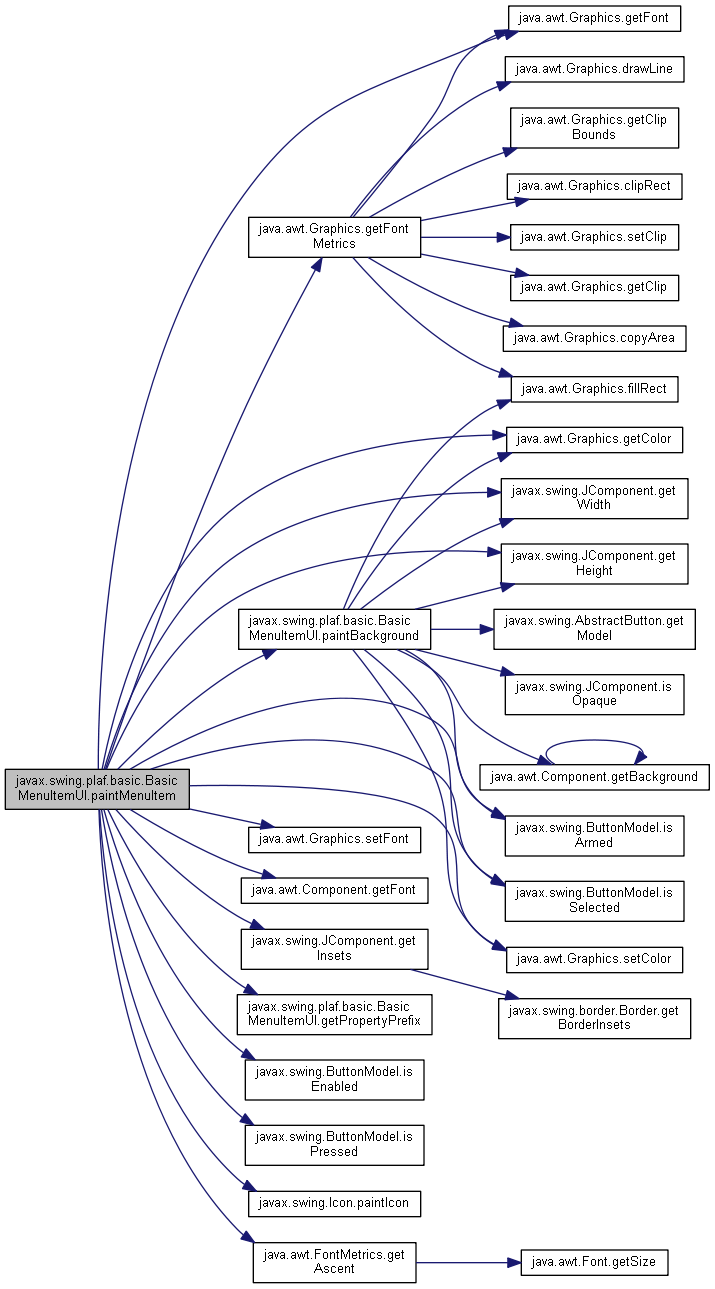 java.awt.Graphics.getFont
java.awt.Graphics.drawLine
java.awt.Graphics.getClip
Bounds
java.awt.Graphics.clipRect
java.awt.Graphics.getFont
Metrics
java.awt.Graphics.setClip
java.awt.Graphics.getClip
java.awt.Graphics.copyArea
java.awt.Graphics.fillRect
java.awt.Graphics.getColor
javax.swing.JComponent.get
Width
javax.swing.JComponent.get
Height
javax.swing.plaf.basic.Basic
MenuItemUI.paintBackground
javax.swing.AbstractButton.get
Model
javax.swing.JComponent.is
Opaque
java.awt.Component.getBackground
javax.swing.plaf.basic.Basic
MenuItemUI.paintMenuItem
javax.swing.ButtonModel.is
Armed
java.awt.Graphics.setFont
java.awt.Component.getFont
javax.swing.ButtonModel.is
Selected
javax.swing.JComponent.get
Insets
java.awt.Graphics.setColor
javax.swing.plaf.basic.Basic
MenuItemUI.getPropertyPrefix
javax.swing.border.Border.get
BorderInsets
javax.swing.ButtonModel.is
Enabled
javax.swing.ButtonModel.is
Pressed
javax.swing.Icon.paintIcon
java.awt.FontMetrics.get
Ascent
java.awt.Font.getSize